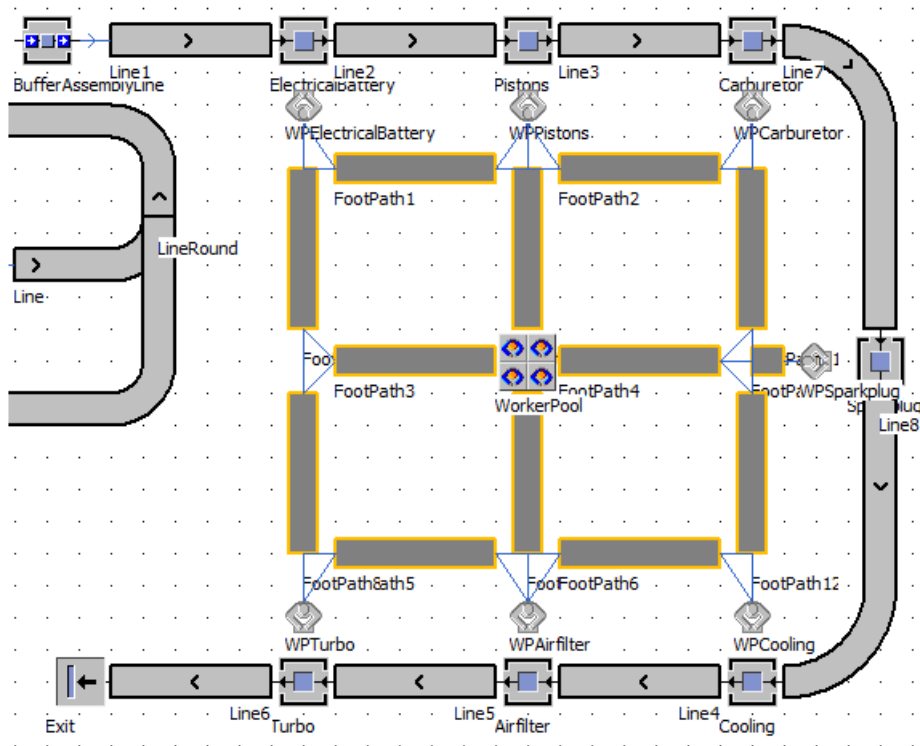 Line1
Line2
Line3
Line7
BufferAssemblyLine
ElectricalBattery
Pistons
Carburetor
WPElectricalBattery
WPPistons
WPCarburetor
FootPath1
FootPath2
LineRound
Line
FootPath3
FootPath4
WPSparkplug
WorkerPool
Line8
FootPath6
FootPath12
WPTurbo
WPAirfilter
WPCooling
Line6
Line5
Line4
Exit
Turbo
Airfilter
Cooling